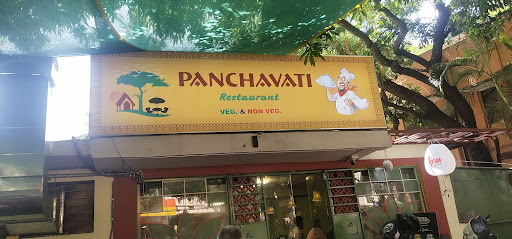 PANCHAVATI
Restaurant
VEG. & NON VEG.